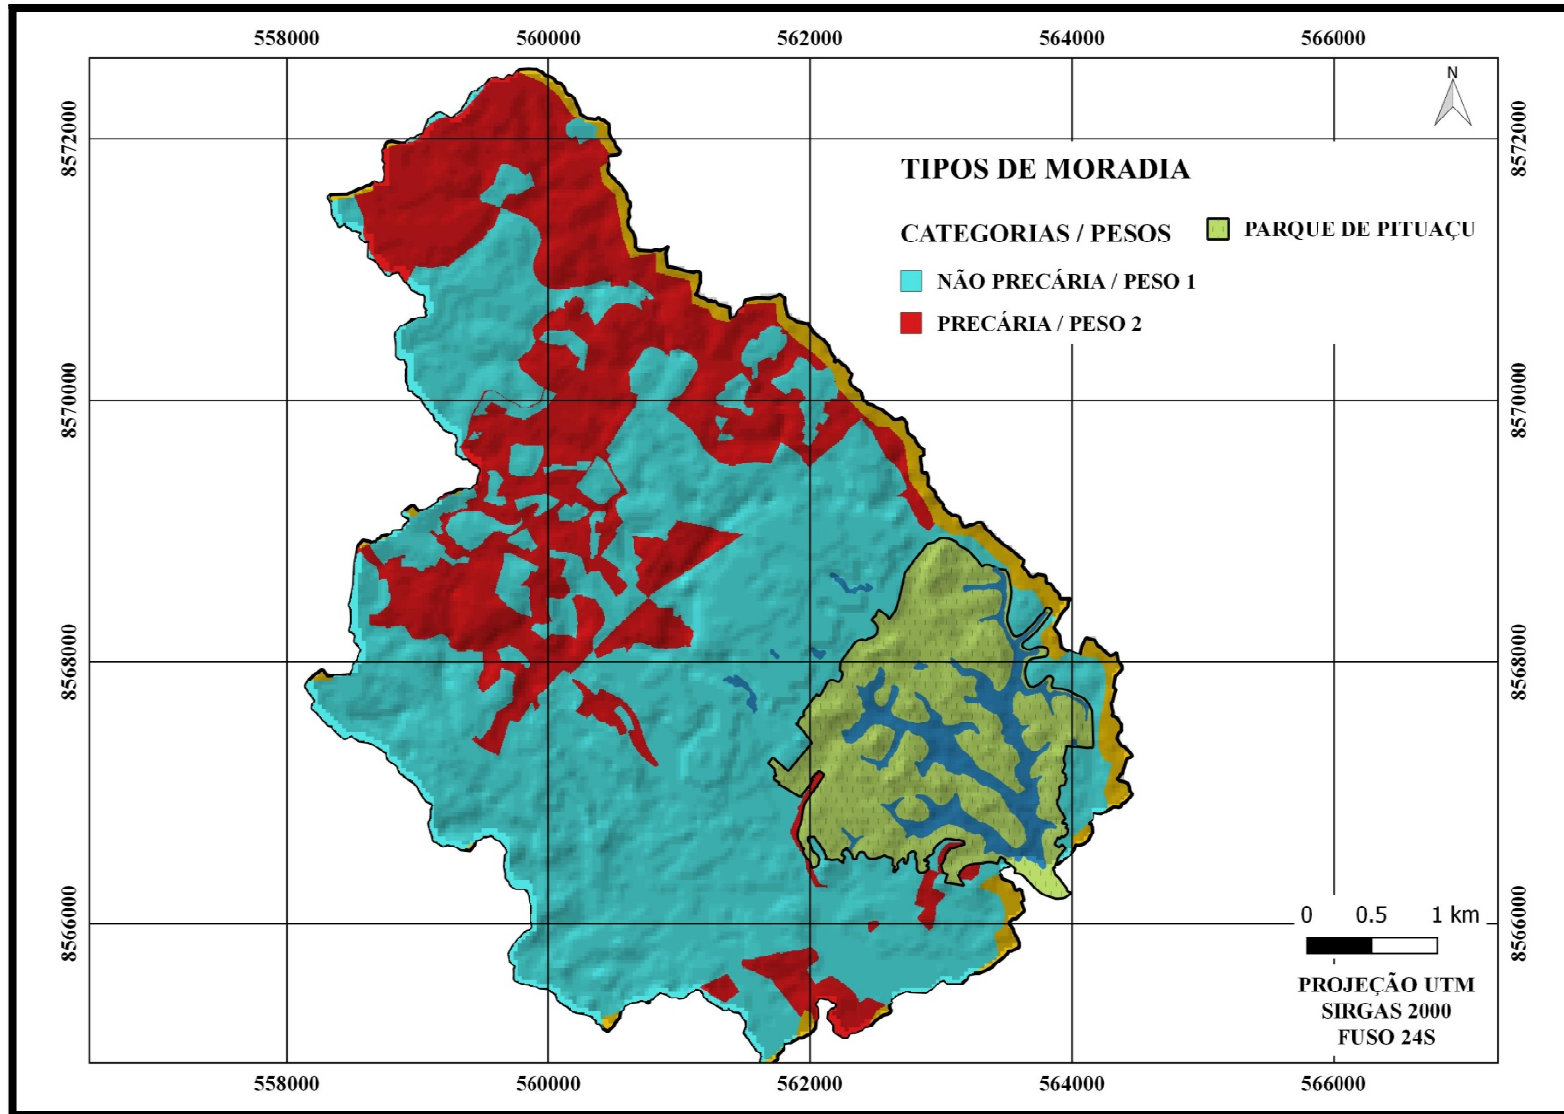 558000 560000 562000 564000 566000
N
8572000 8572000
TIPOS DE MORADIA
CATEGORIAS / PESOS
PARQUE DE PITUAÇU
NÃO PRECÁRIA / PESO 1
PRECÁRIA / PESO 2
8570000 8570000
8568000 8568000
8566000 8566000
0 0.5 1 km
PROJEÇÃO UTM
SIRGAS 2000
FUSO 24S
558000 560000 562000 564000 566000